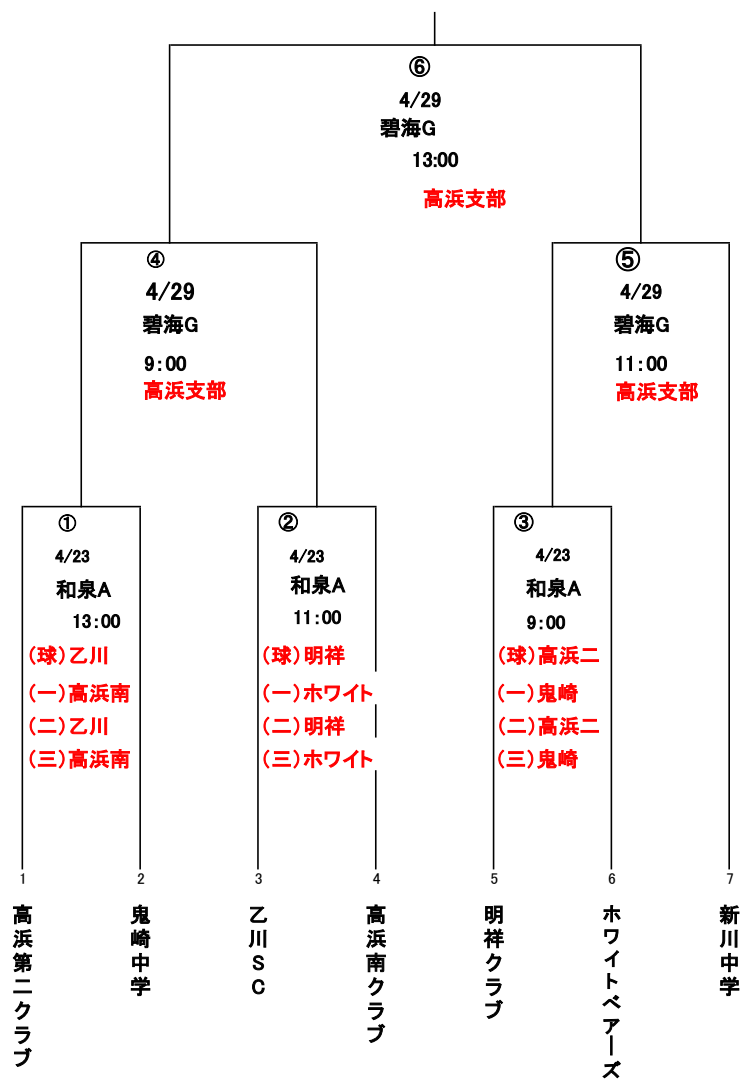 ⑥
4/29
碧海G
13:00
高浜支部
④
4/29
碧海G
9:00
高浜支部
⑤
4/29
碧海G
11:00
高浜支部
①
4/23
和泉A
13:00
(球)乙川
(一)高浜南
(二)乙川
(三)高浜南
②
4/23
和泉A
11:00
(球)明祥
(一)ホワイト
(二)明祥
(三)ホワイト
③
4/23
和泉A
9:00
(球)高浜二
(一)鬼崎
(二)高浜二
(三)鬼崎
1
2
3
4
5
6
7
高浜第二クラブ
鬼崎中学
乙川SC
高浜南クラブ
明祥クラブ
ホワイトベアーズ
新川中学